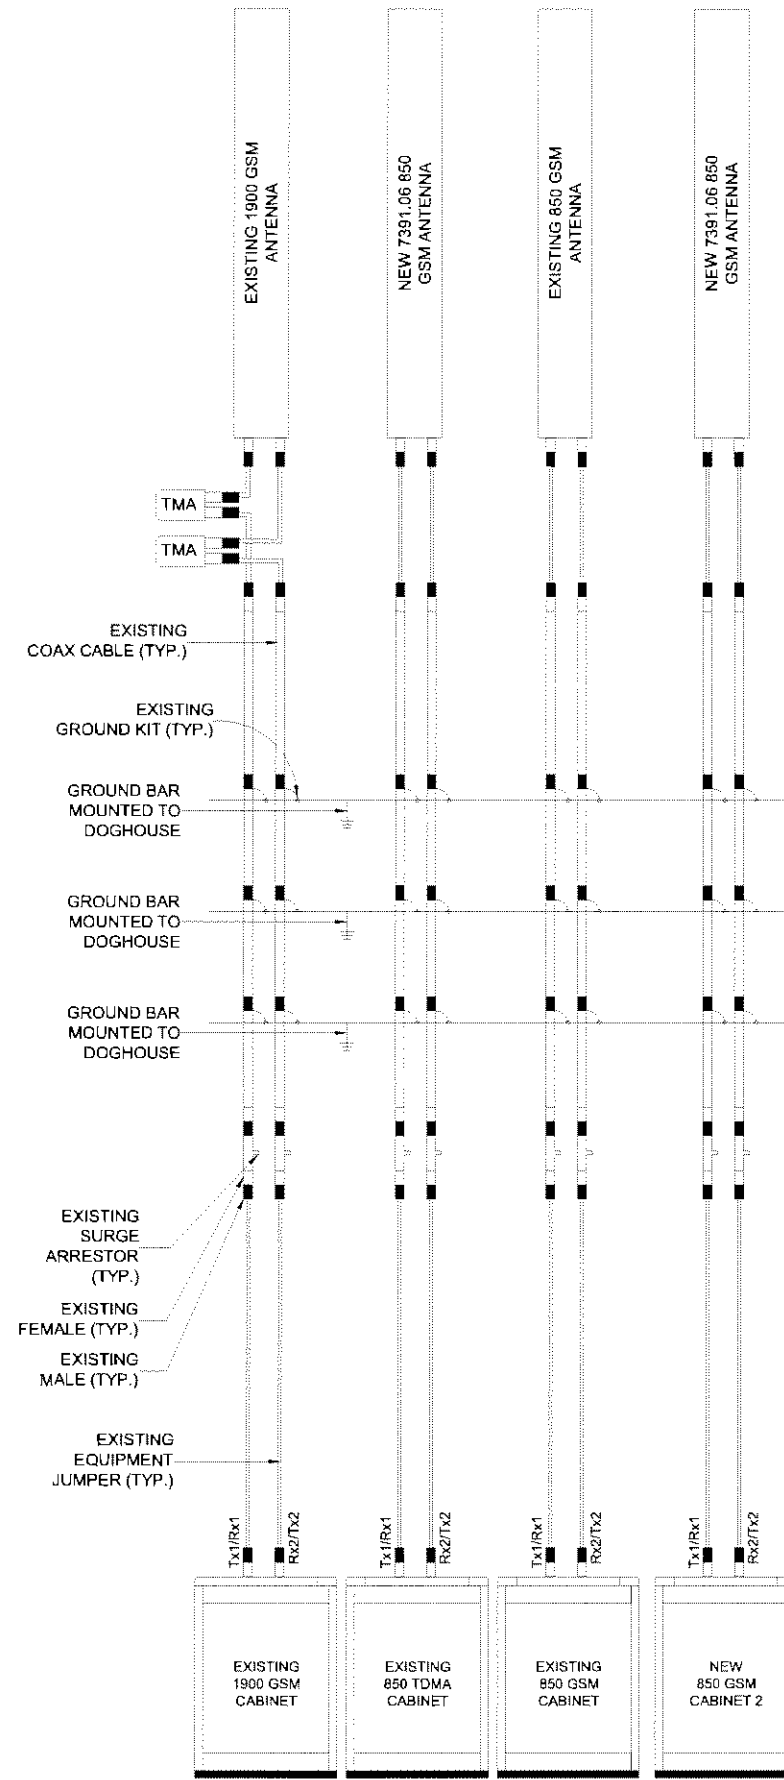 EXISTING 1900 GSM
ANTENNA
NEW 7391.06 850
GSM ANTENNA
EXISTING 850 GSM
ANTENNA
NEW 7391.06 850
GSM ANTENNA
TMA
TMA
EXISTING
COAX CABLE (TYP.)
EXISTING
GROUND KIT (TYP.)
GROUND BAR
MOUNTED TO
DOGHOUSE
GROUND BAR
MOUNTED TO
DOGHOUSE
GROUND BAR
MOUNTED TO
DOGHOUSE
EXISTING
SURGE
ARRESTOR
(TYP.)
EXISTING
FEMALE (TYP.)
EXISTING
MALE (TYP.)
EXISTING
EQUIPMENT
JUMPER (TYP.)
Tx1/Rx1
Rx2/Tx2
Tx1/Rx1
Rx2/Tx2
Tx1/Rx1
Rx2/Tx2
Tx1/Rx1
Rx2/Tx2
EXISTING
1900 GSM
CABINET
EXISTING
850 TDMA
CABINET
EXISTING
850 GSM
CABINET
NEW
850 GSM
CABINET 2